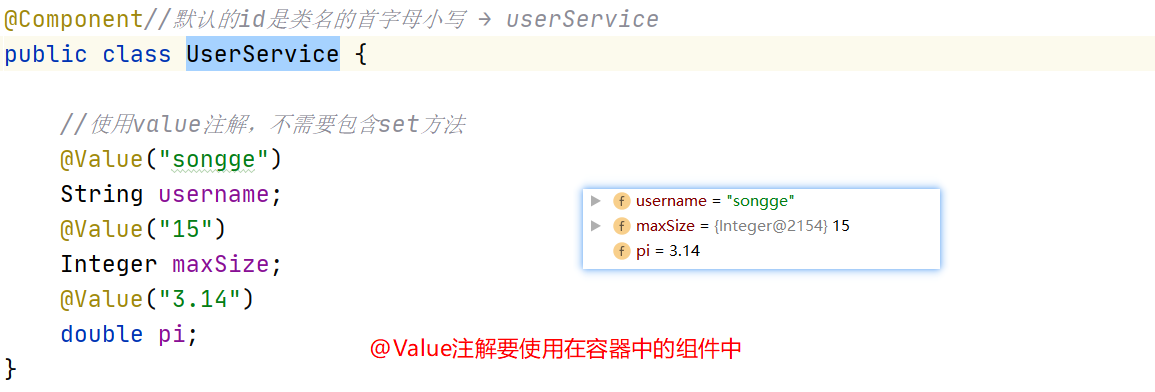 @Component//默认的id是类名的首字母小写 → userService
public class UserService {
//使用value注解，不需要包含set方法
@Value("songge")
String username;
@Value("15")
Integer maxSize;
@Value("3.14")
double pi;
}
f username = "songge"
f maxSize = {Integer@2154} 15
f pi = 3.14
@Value注解要使用在容器中的组件中